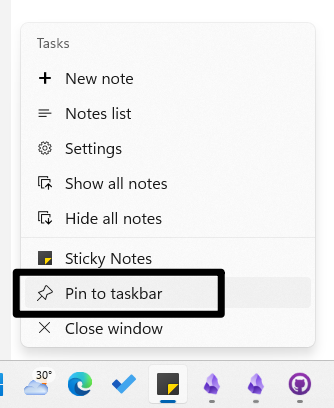 Tasks
New note
Notes list
Settings
Show all notes
Hide all notes
Sticky Notes
Pin to taskbar
Close window
30°